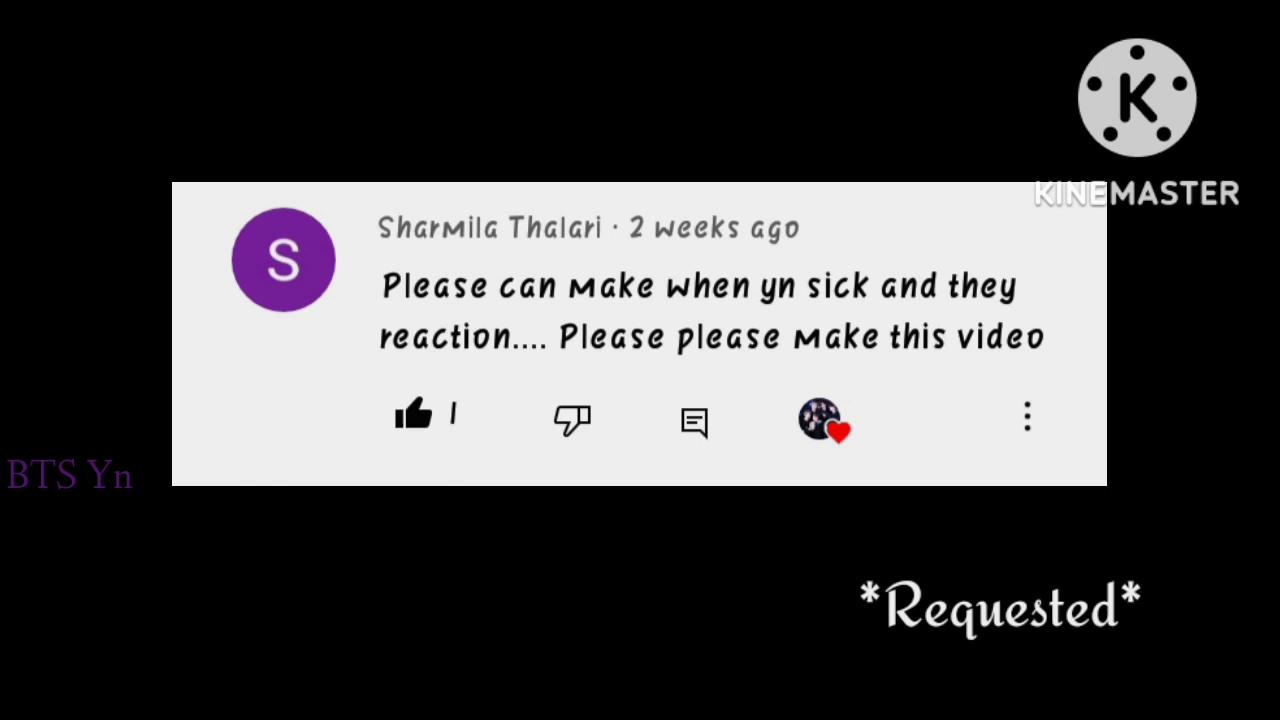 K
KINEMASTER
S
Sharmila Thalari · 2 weeks ago
Please can make when yn sick and they
reaction.... Please please make this video
1
BTS Yn
*Requested*